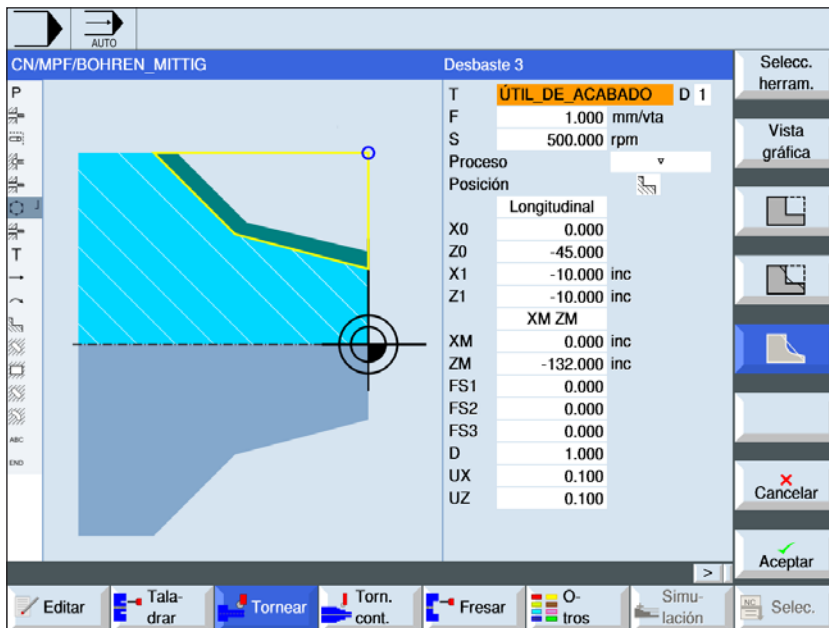 AUTO
CN/MPF/BOHREN_MITTIG
Desbaste 3
P
T
ABC
END
T ÚTIL_DE_ACABADO D 1
F 1.000 mm/vta
S 500.000 rpm
Proceso ▿
Posición
Longitudinal
X0 0.000
Z0 -45.000
X1 -10.000 inc
Z1 -10.000 inc
XM ZM
XM 0.000 inc
ZM -132.000 inc
FS1 0.000
FS2 0.000
FS3 0.000
D 1.000
UX 0.100
UZ 0.100
>
Selecc.
herram.
Vista
gráfica
Cancelar
Aceptar
Editar
Tala-
drar
Tornear
Torn.
cont.
Fresar
O-
tros
Simu-
lación
NC
Selec.